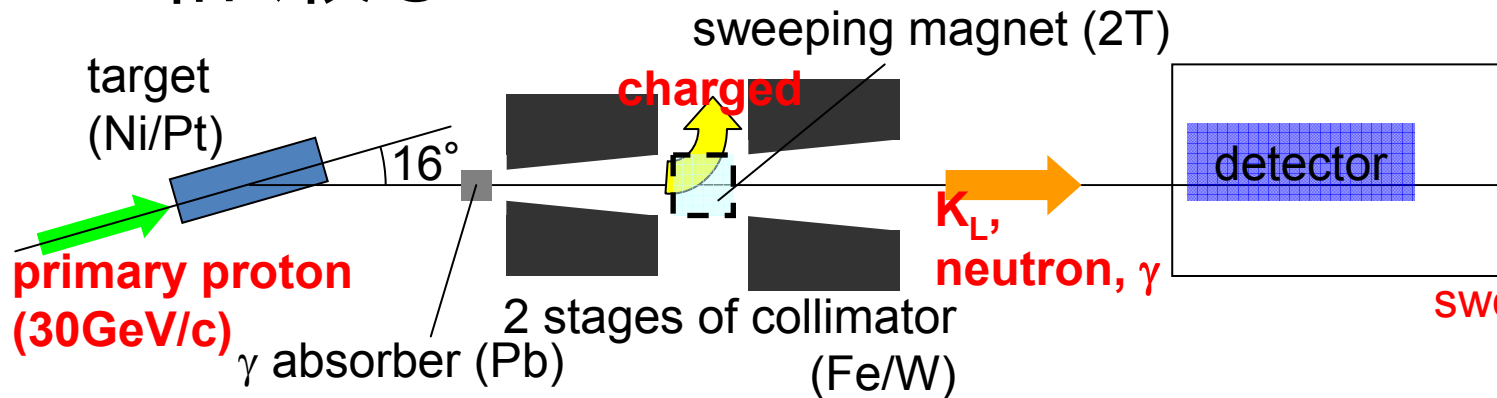 sweeping magnet (2T)
target
(Ni/Pt)
charged
16°
detector
K_L,
neutron, γ
primary proton
(30GeV/c)
2 stages of collimator
(Fe/W)
γ absorber (Pb)